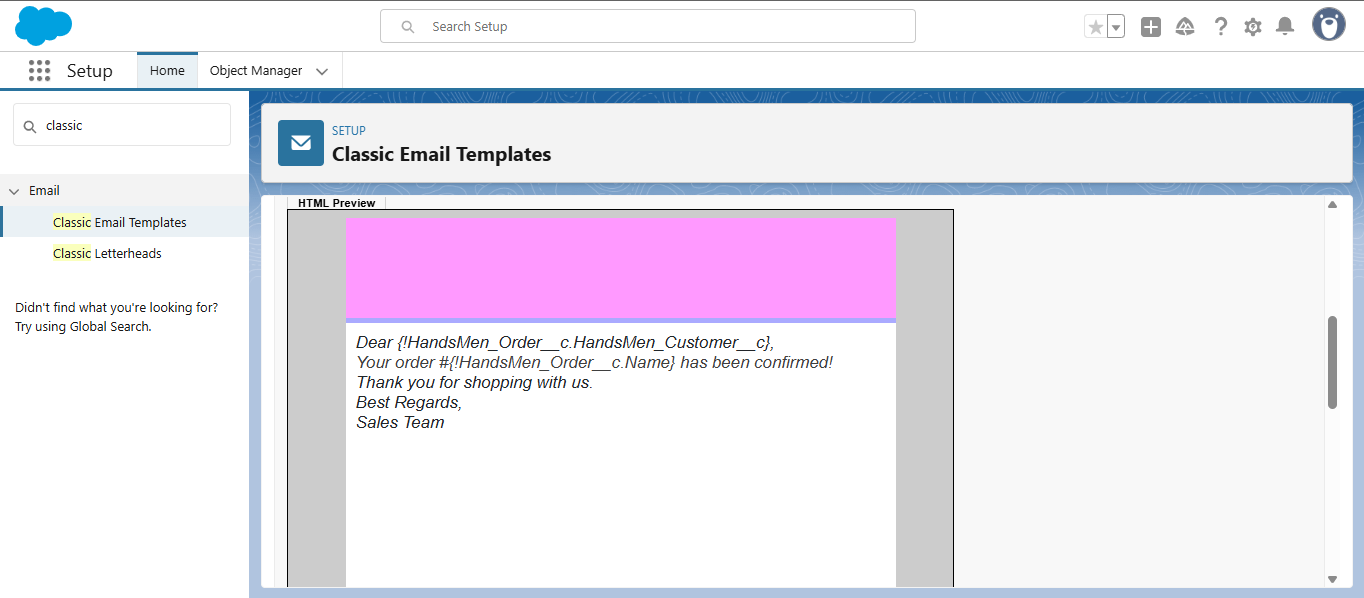 Search Setup
Setup
Home
Object Manager
classic
Email
Classic Email Templates
Classic Letterheads
Didn't find what you're looking for?
Try using Global Search.
SETUP
Classic Email Templates
HTML Preview
Dear {!HandsMen_Order__c.HandsMen_Customer__c},
Your order #{!HandsMen_Order__c.Name} has been confirmed!
Thank you for shopping with us.
Best Regards,
Sales Team